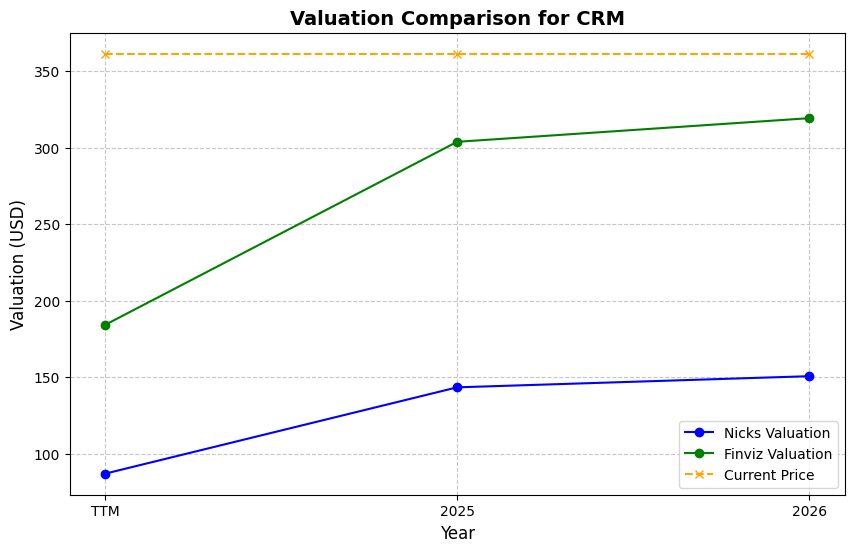 Valuation Comparison for CRM
Valuation (USD)
350
300
250
200
150
100
TTM
2025
2026
Year
Nicks Valuation
Finviz Valuation
Current Price